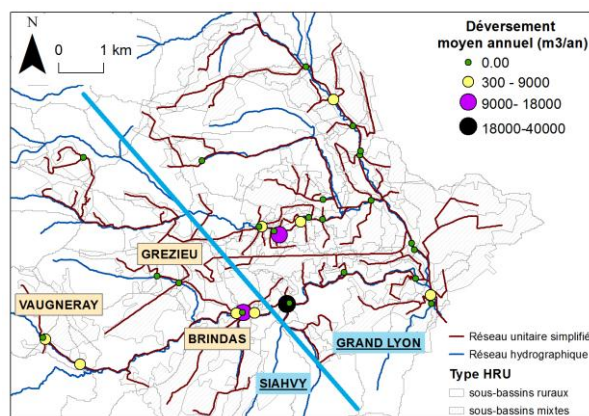 N
0 1 km
Déversement
moyen annuel (m3/an)
0.00
300 - 9000
9000- 18000
18000-40000
GREZIEU
VAUGNERAY
BRINDAS
GRAND LYON
SIAHVY
Réseau unitaire simplifié
Réseau hydrographique
Type HRU
sous-bassins ruraux
sous-bassins mixtes